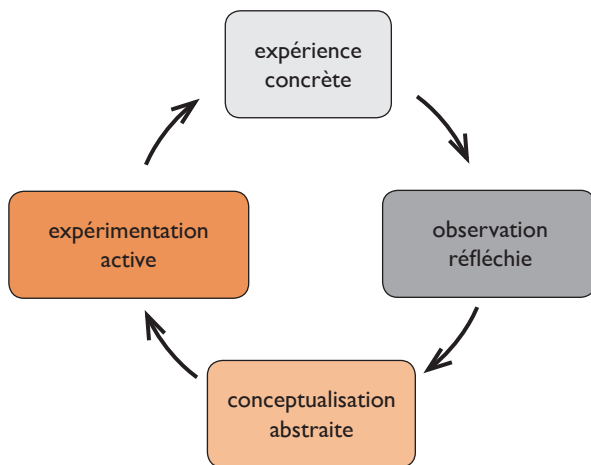 expérience
concrète
observation
réfléchie
conceptualisation
abstraite
expérimentation
active